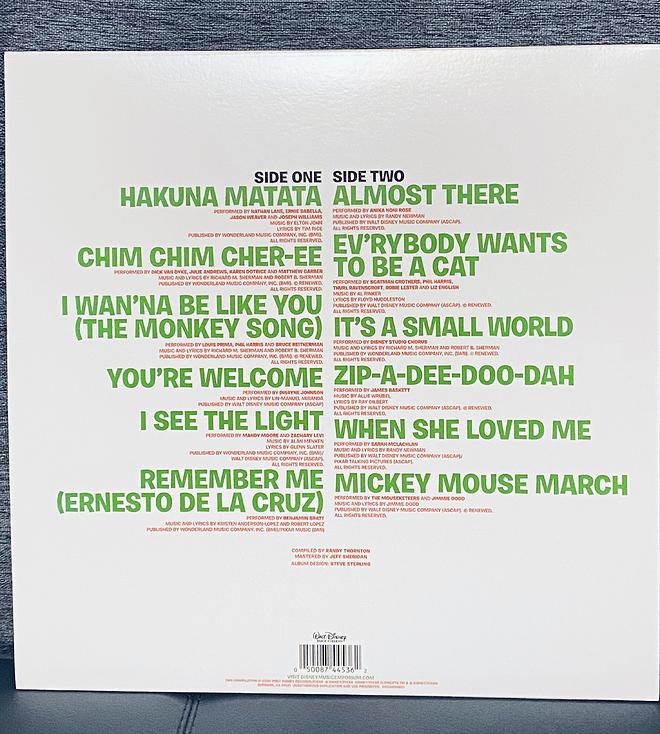 SIDE ONE
HAKUNA MATATA
PERFORMED BY NATHAN LANE, ERNIE SABELLA,
JASON WEAVER AND JOSEPH WILLIAMS
MUSIC BY ELTON JOHN
LYRICS BY TIM RICE
PUBLISHED BY WONDERLAND MUSIC COMPANY, INC. (BMI).
ALL RIGHTS RESERVED.
CHIM CHIM CHER-EE
PERFORMED BY DICK VAN DYKE, JULIE ANDREWS, KAREN DOTRICE AND MATTHEW GARBER
MUSIC AND LYRICS BY RICHARD M. SHERMAN AND ROBERT B. SHERMAN
PUBLISHED BY WONDERLAND MUSIC COMPANY, INC. (BMI). © RENEWED.
ALL RIGHTS RESERVED.
I WAN'NA BE LIKE YOU
(THE MONKEY SONG)
PERFORMED BY LOUIS PRIMA, PHIL HARRIS AND BRUCE REITHERMAN
MUSIC AND LYRICS BY RICHARD M. SHERMAN AND ROBERT B. SHERMAN
PUBLISHED BY WONDERLAND MUSIC COMPANY, INC. (BMI). © RENEWED.
ALL RIGHTS RESERVED.
YOU'RE WELCOME
PERFORMED BY DWAYNE JOHNSON
MUSIC AND LYRICS BY LIN-MANUEL MIRANDA
PUBLISHED BY WALT DISNEY MUSIC COMPANY (ASCAP)
I SEE THE LIGHT
PERFORMED BY MANDY MOORE AND ZACHARY LEVI
MUSIC BY ALAN MENKEN
LYRICS BY GLENN SLATER
PUBLISHED BY WONDERLAND MUSIC COMPANY, INC. (BMI)/
WALT DISNEY MUSIC COMPANY (ASCAP).
ALL RIGHTS RESERVED.
REMEMBER ME
(ERNESTO DE LA CRUZ)
PERFORMED BY BENJAMIN BRATT
MUSIC AND LYRICS BY KRISTEN ANDERSON-LOPEZ AND ROBERT LOPEZ
PUBLISHED BY WONDERLAND MUSIC COMPANY, INC. (BMI)/PIXAR MUSIC (BMI)
SIDE TWO
ALMOST THERE
PERFORMED BY ANIKA NONI ROSE
MUSIC AND LYRICS BY RANDY NEWMAN
PUBLISHED BY WALT DISNEY MUSIC COMPANY (ASCAP).
ALL RIGHTS RESERVED.
EV'RYBODY WANTS
TO BE A CAT
PERFORMED BY SCATMAN CROTHERS, PHIL HARRIS,
THURL RAVENSCROFT, ROBIE LESTER AND LIZ ENGLISH
MUSIC BY AL RINKER
LYRICS BY FLOYD HUDDLESTON
PUBLISHED BY WALT DISNEY MUSIC COMPANY (ASCAP). © RENEWED.
ALL RIGHTS RESERVED.
IT'S A SMALL WORLD
PERFORMED BY DISNEY STUDIO CHORUS
MUSIC AND LYRICS BY RICHARD M. SHERMAN AND ROBERT B. SHERMAN
PUBLISHED BY WONDERLAND MUSIC COMPANY, INC. (BMI). © RENEWED.
ALL RIGHTS RESERVED.
ZIP-A-DEE-DOO-DAH
PERFORMED BY JAMES BASKETT
MUSIC BY ALLIE WRUBEL
LYRICS BY RAY GILBERT
PUBLISHED BY WALT DISNEY MUSIC COMPANY (ASCAP). © RENEWED.
ALL RIGHTS RESERVED.
WHEN SHE LOVED ME
PERFORMED BY SARAH MCLACHLAN
MUSIC AND LYRICS BY RANDY NEWMAN
PUBLISHED BY WALT DISNEY MUSIC COMPANY (ASCAP)/
PIXAR TALKING PICTURES (ASCAP).
ALL RIGHTS RESERVED.
MICKEY MOUSE MARCH
PERFORMED BY THE MOUSEKETEERS AND JIMMIE DODD
MUSIC AND LYRICS BY JIMMIE DODD
PUBLISHED BY WALT DISNEY MUSIC COMPANY (ASCAP). © RENEWED.
ALL RIGHTS RESERVED.
COMPILED BY RANDY THORNTON
MASTERED BY JEFF SHERIDAN
ALBUM DESIGN: STEVE STERLING
Walt Disney
RECORDS
0 50087 44536 2
VISIT DISNEYMUSICEMPORIUM.COM